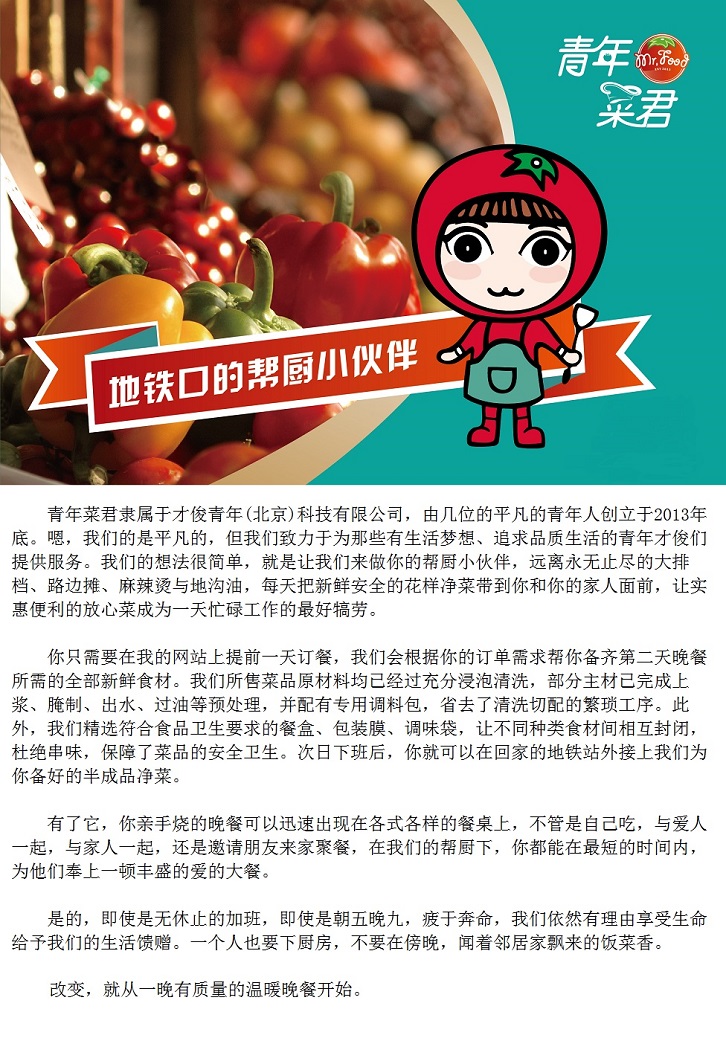 青年
Mr.Food
菜君
地铁口的帮厨小伙伴
青年菜君隶属于才俊青年(北京)科技有限公司，由几位的平凡的青年人创立于2013年
底。嗯，我们的是平凡的，但我们致力于为那些有生活梦想、追求品质生活的青年才俊们
提供服务。我们的想法很简单，就是让我们来做你的帮厨小伙伴，远离永无止尽的大排
档、路边摊、麻辣烫与地沟油，每天把新鲜安全的花样净菜带到你和你的家人面前，让实
惠便利的放心菜成为一天忙碌工作的最好犒劳。
你只需要在我的网站上提前一天订餐，我们会根据你的订单需求帮你备齐第二天晚餐
所需的全部新鲜食材。我们所售菜品原材料均已经过充分浸泡清洗，部分主材已完成上
浆、腌制、出水、过油等预处理，并配有专用调料包，省去了清洗切配的繁琐工序。此
外，我们精选符合食品卫生要求的餐盒、包装膜、调味袋，让不同种类食材间相互封闭，
杜绝串味，保障了菜品的安全卫生。次日下班后，你就可以在回家的地铁站外接上我们为
你备好的半成品净菜。
有了它，你亲手烧的晚餐可以迅速出现在各式各样的餐桌上，不管是自己吃，与爱人
一起，与家人一起，还是邀请朋友来家聚餐，在我们的帮厨下，你都能在最短的时间内，
为他们奉上一顿丰盛的爱的大餐。
是的，即使是无休止的加班，即使是朝五晚九，疲于奔命，我们依然有理由享受生命
给予我们的生活馈赠。一个人也要下厨房，不要在傍晚，闻着邻居家飘来的饭菜香。
改变，就从一晚有质量的温暖晚餐开始。